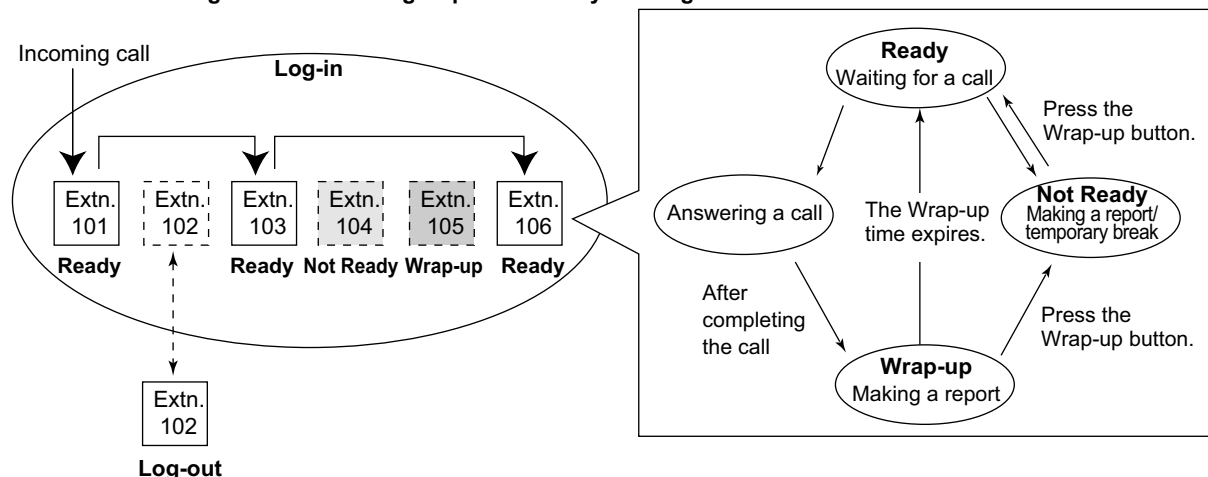 Incoming call
Log-in
Extn.
101
Extn.
102
Extn.
103
Extn.
104
Extn.
105
Extn.
106
Ready
Ready
Not Ready
Wrap-up
Ready
Extn.
102
Log-out
Ready
Waiting for a call
Press the
Wrap-up button.
Answering a call
The Wrap-up
time expires.
Not Ready
Making a report/
temporary break
After
completing
the call
Press the
Wrap-up button.
Wrap-up
Making a report